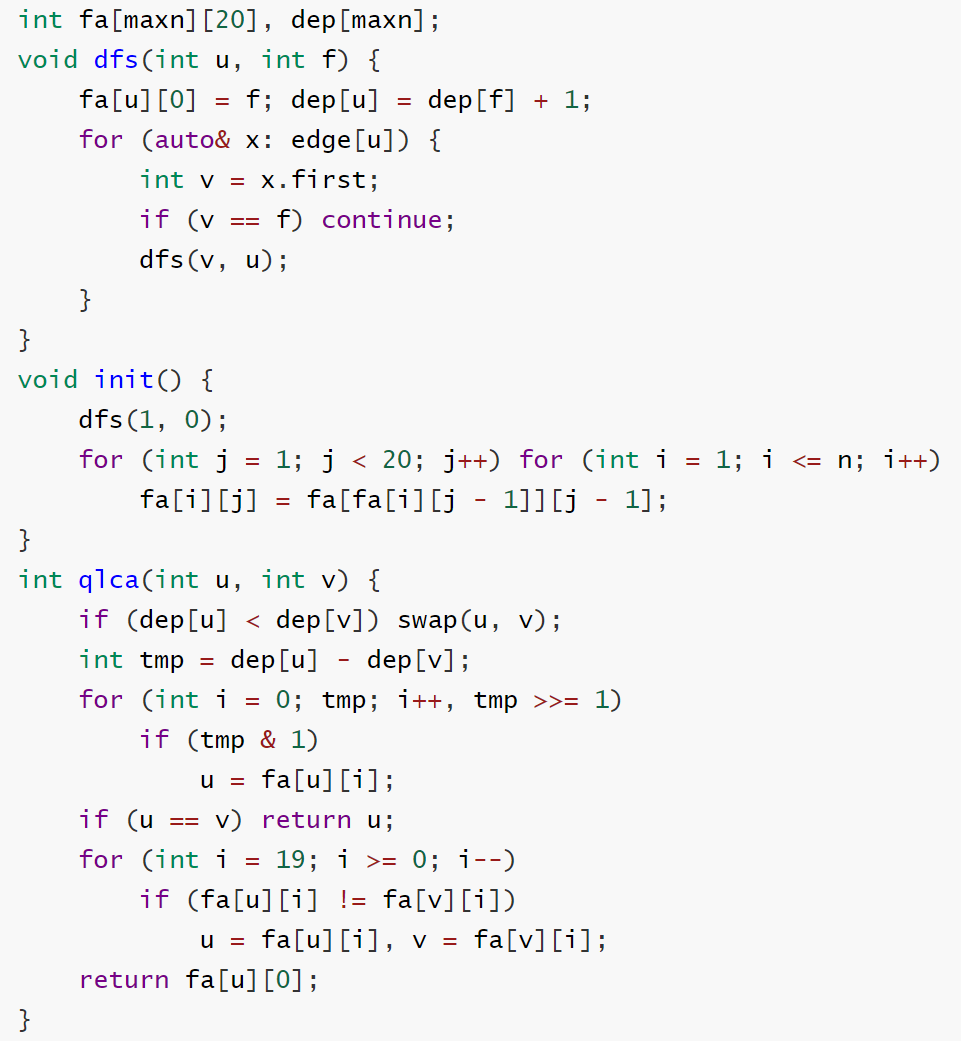 int fa[maxn][20], dep[maxn];
void dfs(int u, int f) {
    fa[u][0] = f; dep[u] = dep[f] + 1;
    for (auto& x: edge[u]) {
        int v = x.first;
        if (v == f) continue;
        dfs(v, u);
    }
}
void init() {
    dfs(1, 0);
    for (int j = 1; j < 20; j++) for (int i = 1; i <= n; i++)
        fa[i][j] = fa[fa[i][j - 1]][j - 1];
}
int qlca(int u, int v) {
    if (dep[u] < dep[v]) swap(u, v);
    int tmp = dep[u] - dep[v];
    for (int i = 0; tmp; i++, tmp >>= 1)
        if (tmp & 1)
            u = fa[u][i];
    if (u == v) return u;
    for (int i = 19; i >= 0; i--)
        if (fa[u][i] != fa[v][i])
            u = fa[u][i], v = fa[v][i];
    return fa[u][0];
}